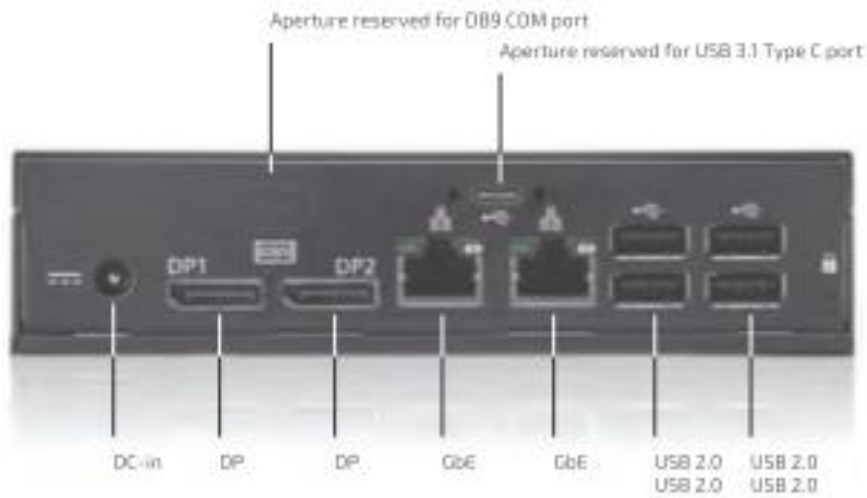 Aperture reserved for DB9 COM port
Aperture reserved for USB 3.1 Type C port
DP1
DP2
DC-in
DP
DP
GbE
GbE
USB 2.0
USB 2.0
USB 2.0
USB 2.0